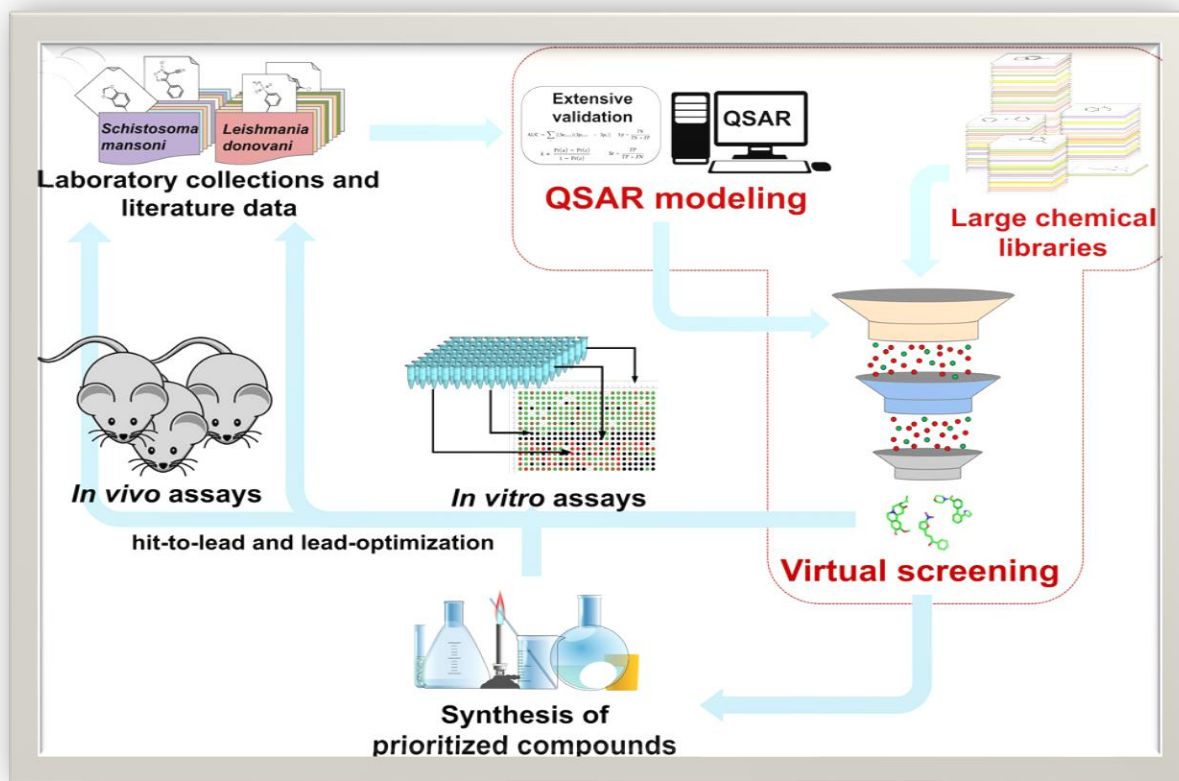 Schistosoma
mansoni
Leishmania
donovani
Laboratory collections and
literature data
Extensive
validation
QSAR
QSAR modeling
Large chemical
libraries
In vivo assays
In vitro assays
hit-to-lead and lead-optimization
Virtual screening
Synthesis of
prioritized compounds